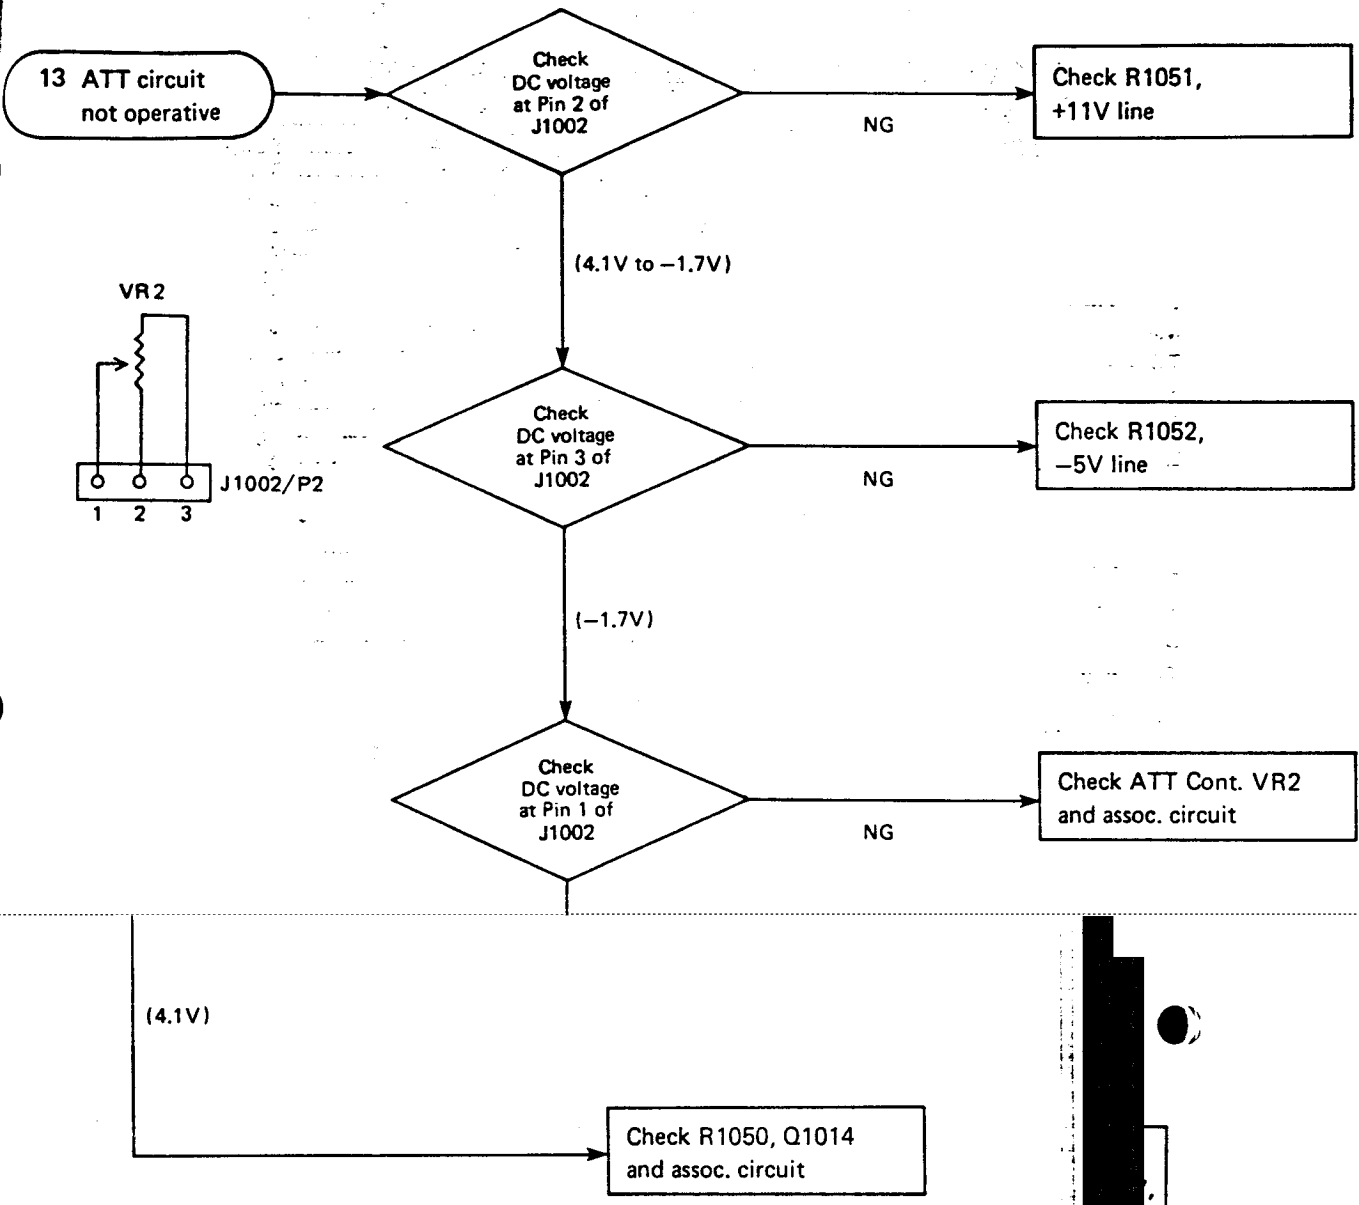 13 ATT circuit
not operative
Check
DC voltage
at Pin 2 of
J1002
NG
Check R1051,
+11V line
(4.1V to −1.7V)
VR2
J1002/P2
1 2 3
Check
DC voltage
at Pin 3 of
J1002
NG
Check R1052,
−5V line
(−1.7V)
Check
DC voltage
at Pin 1 of
J1002
NG
Check ATT Cont. VR2
and assoc. circuit
(4.1V)
Check R1050, Q1014
and assoc. circuit